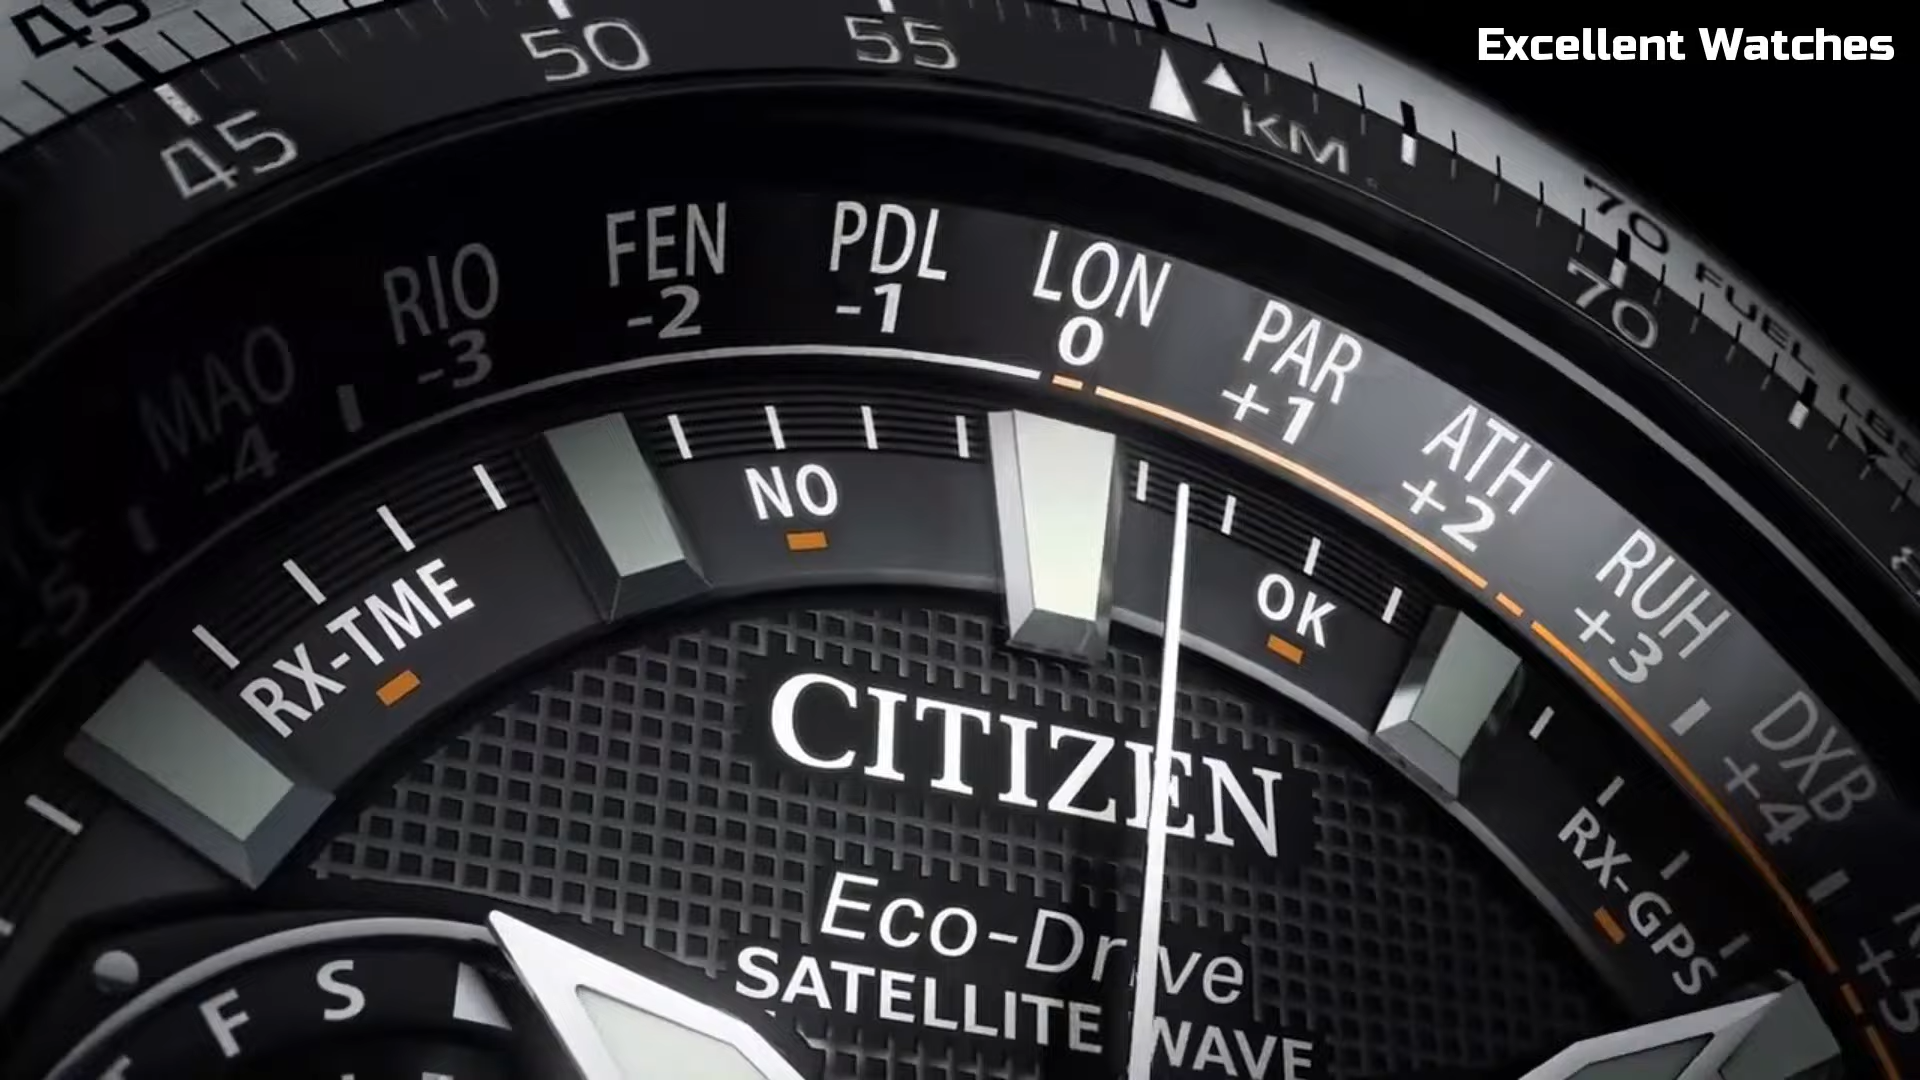 Excellent Watches
45
50
55
KM
45
70
70
FUEL
MAO
-4
RIO
-3
FEN
-2
PDL
-1
LON
0
PAR
+1
ATH
+2
RUH
+3
DXB
+4
+5
-5
RX-TME
NO
OK
RX-GPS
CITIZEN
Eco-Drive
SATELLITE WAVE
F S